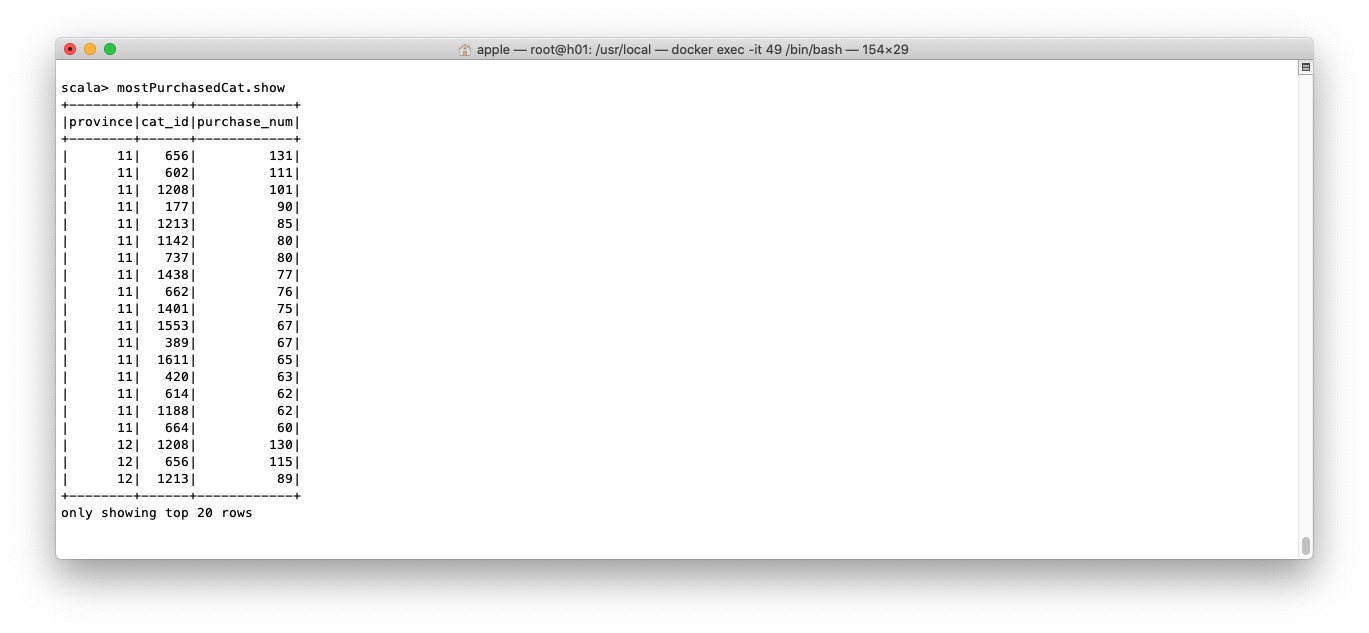 apple — root@h01: /usr/local — docker exec -it 49 /bin/bash — 154×29
scala> mostPurchasedCat.show
+--------+------+------------+
|province|cat_id|purchase_num|
+--------+------+------------+
|      11|   656|         131|
|      11|   602|         111|
|      11|  1208|         101|
|      11|   177|          90|
|      11|  1213|          85|
|      11|  1142|          80|
|      11|   737|          80|
|      11|  1438|          77|
|      11|   662|          76|
|      11|  1401|          75|
|      11|  1553|          67|
|      11|   389|          67|
|      11|  1611|          65|
|      11|   420|          63|
|      11|   614|          62|
|      11|  1188|          62|
|      11|   664|          60|
|      12|  1208|         130|
|      12|   656|         115|
|      12|  1213|          89|
+--------+------+------------+
only showing top 20 rows